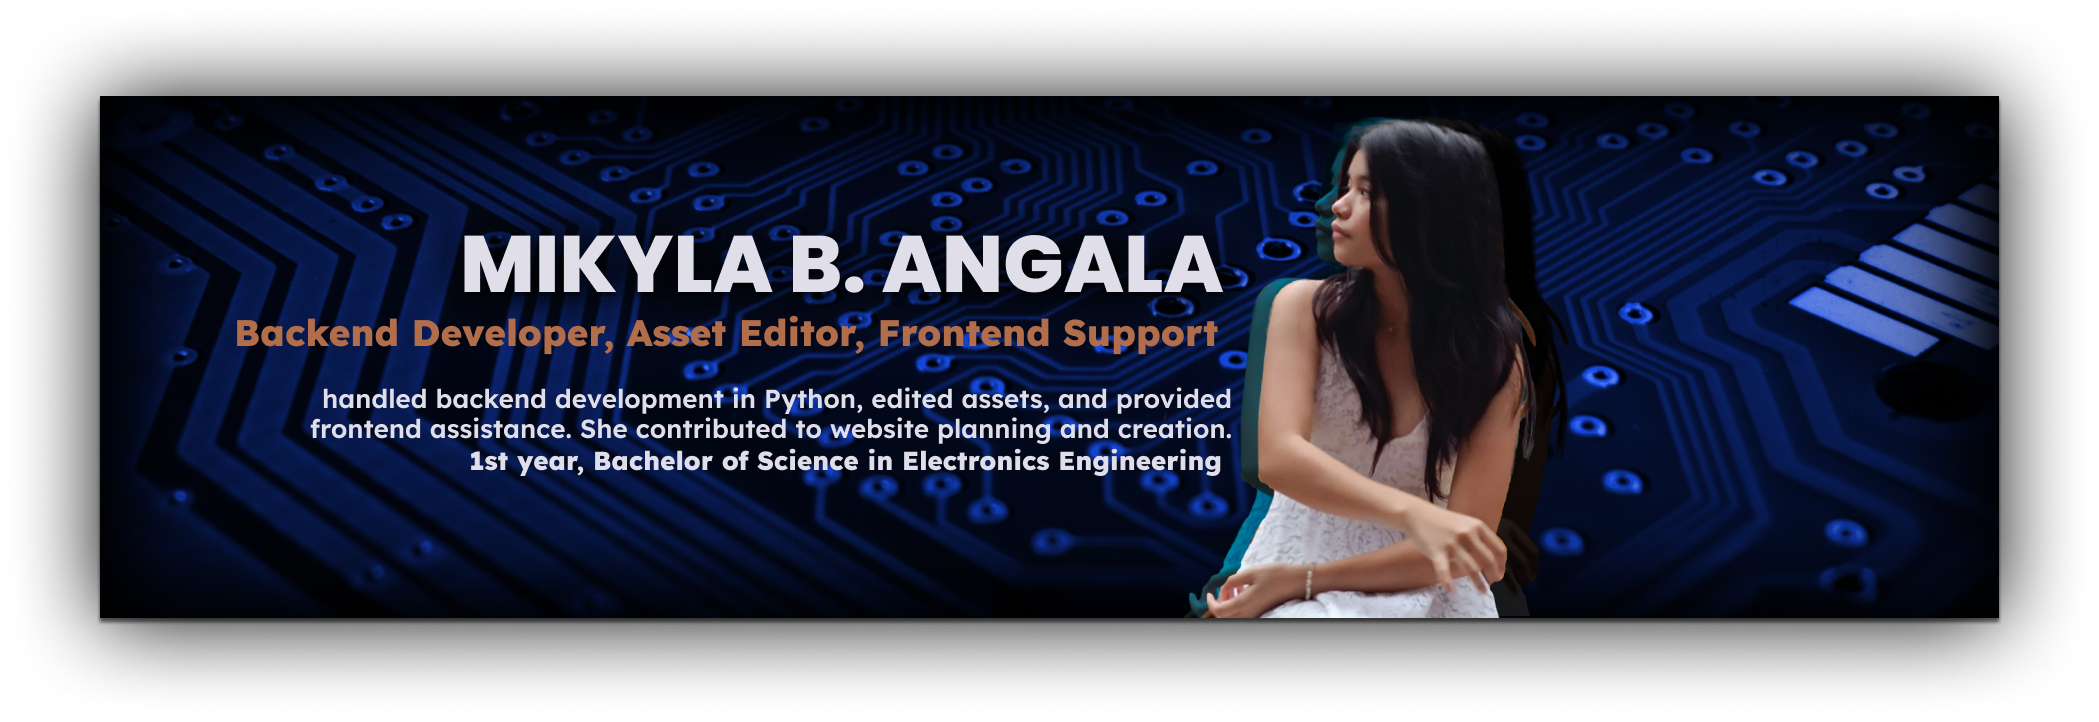 MIKYLA B. ANGALA
Backend Developer, Asset Editor, Frontend Support
handled backend development in Python, edited assets, and provided
frontend assistance. She contributed to website planning and creation.
1st year, Bachelor of Science in Electronics Engineering